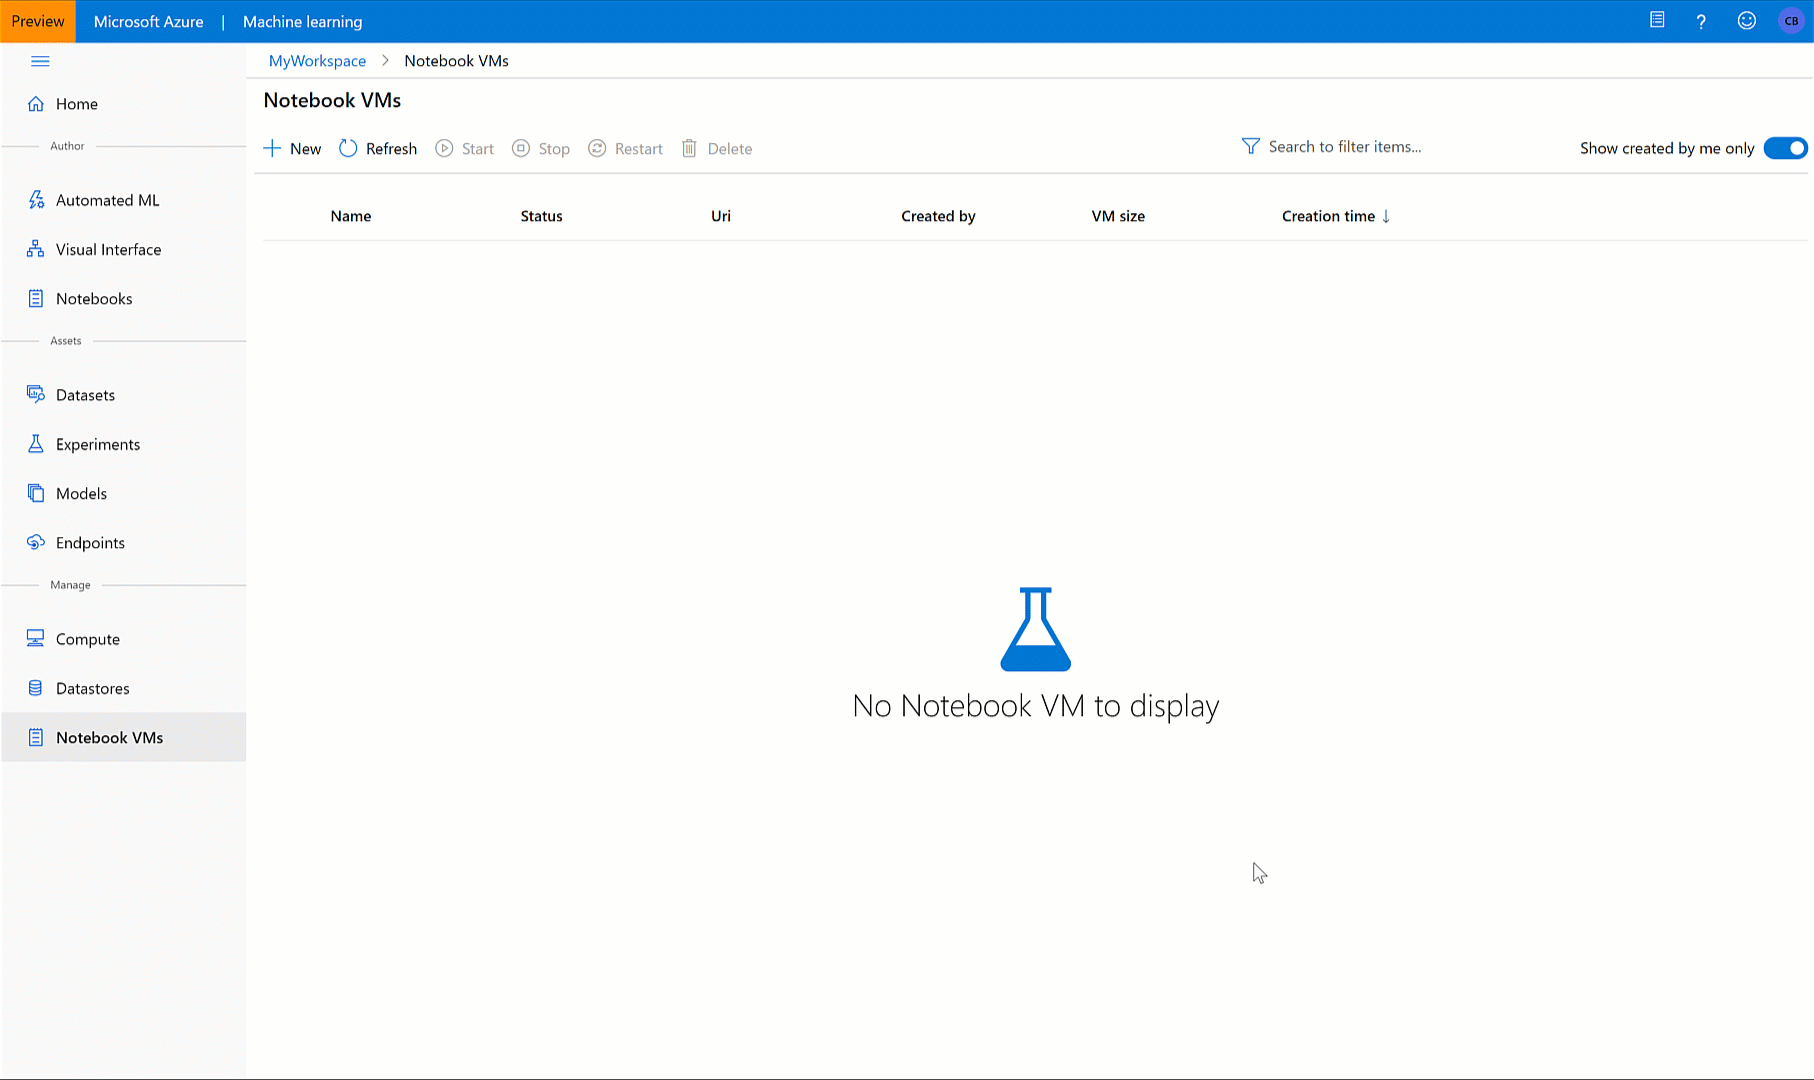 Preview Microsoft Azure | Machine learning ? CB
MyWorkspace > Notebook VMs
Home
Author
Automated ML
Visual Interface
Notebooks
Assets
Datasets
Experiments
Models
Endpoints
Manage
Compute
Datastores
Notebook VMs
Notebook VMs
New Refresh Start Stop Restart Delete Search to filter items... Show created by me only
Name Status Uri Created by VM size Creation time ↓
No Notebook VM to display